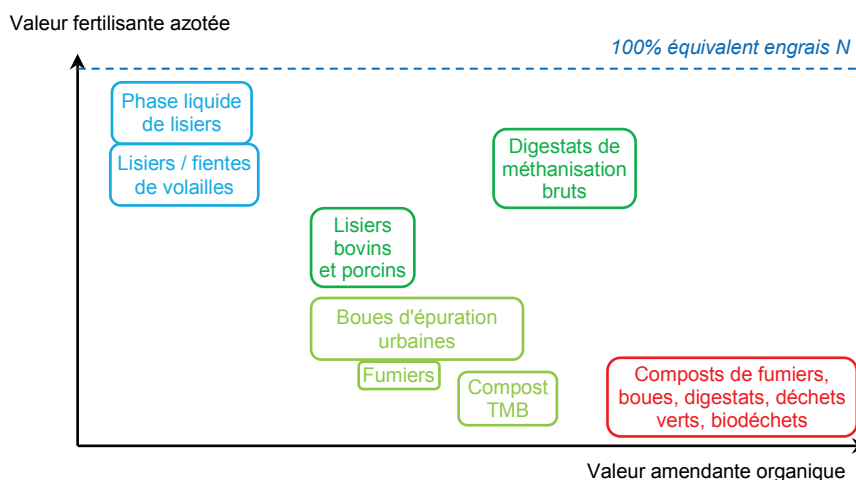 Valeur fertilisante azotée
100% équivalent engrais N
Phase liquide
de lisiers
Lisiers / fientes
de volailles
Digestats de
méthanisation
bruts
Lisiers
bovins
et porcins
Boues d'épuration
urbaines
Fumiers
Compost
TMB
Composts de fumiers,
boues, digestats, déchets
verts, biodéchets
Valeur amendante organique